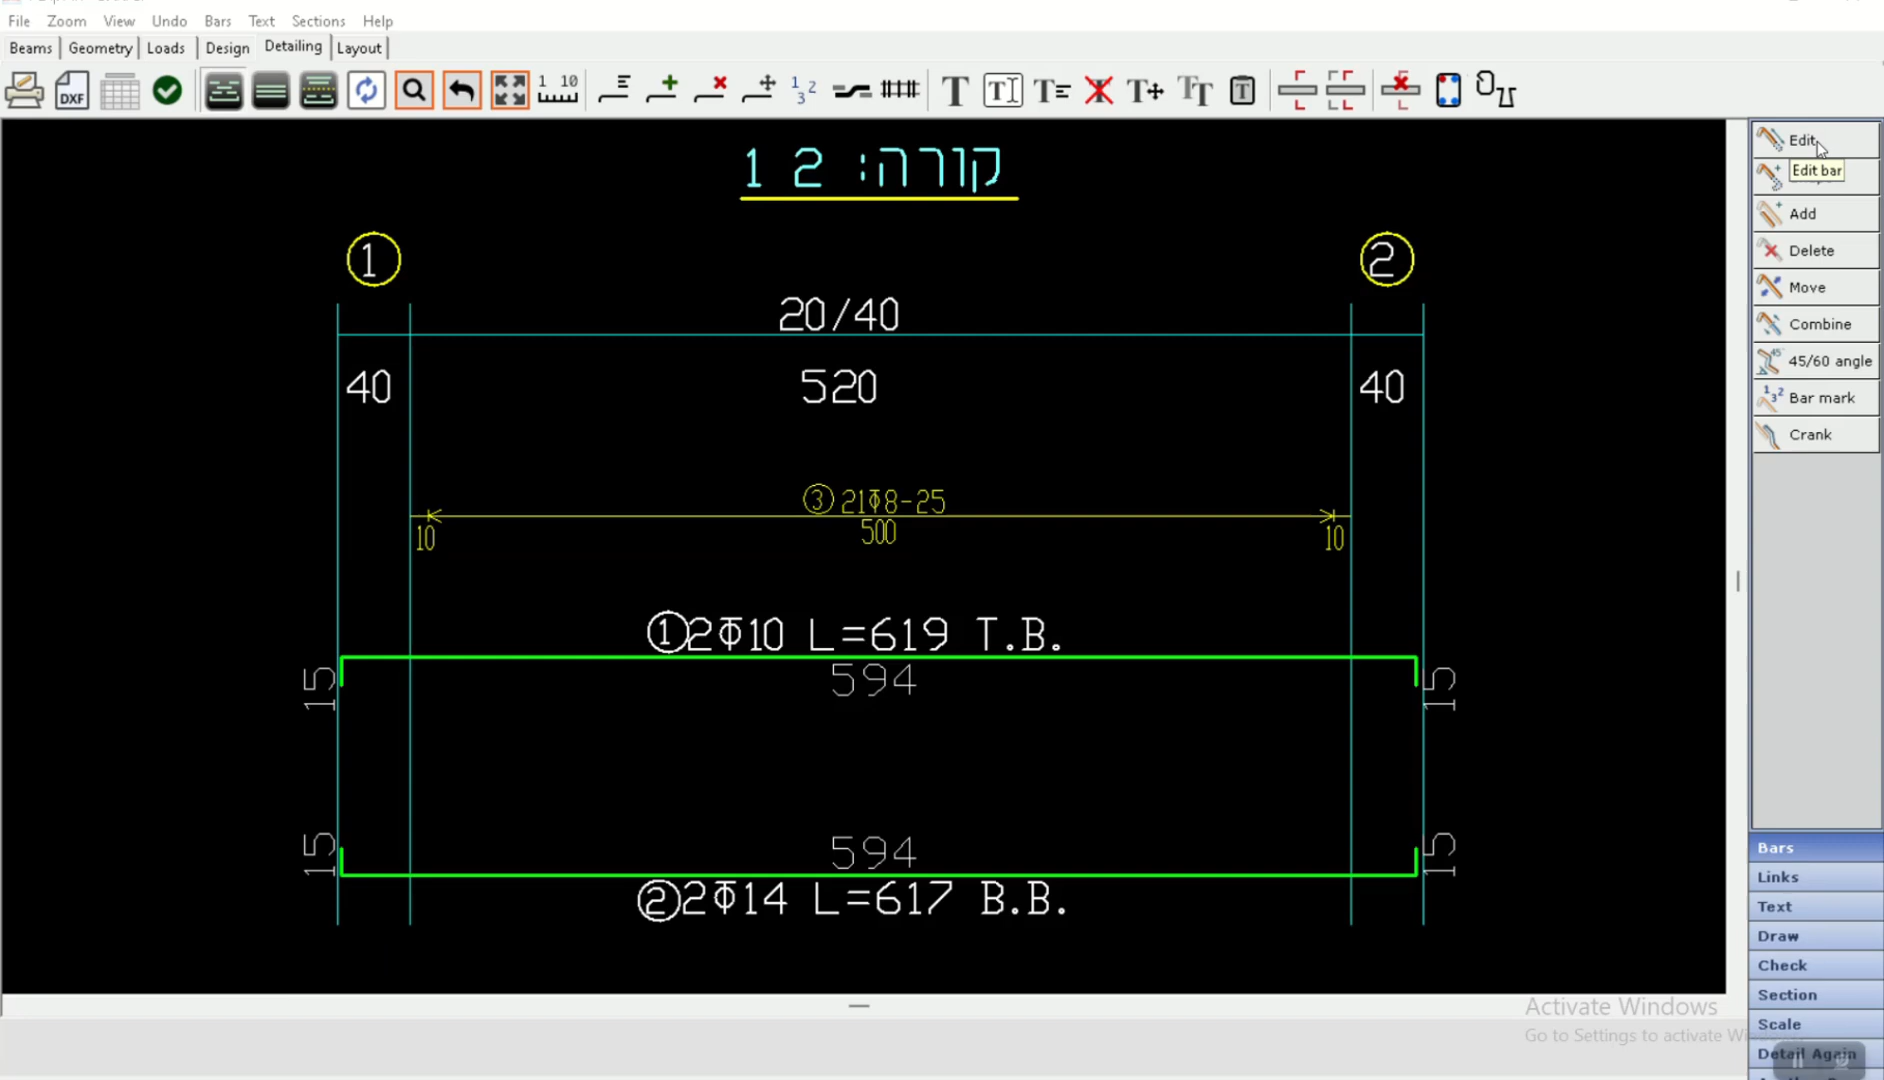 File Zoom View Undo Bars Text Sections Help
Beams Geometry Loads Design Detailing Layout
DXF 1 10 1 3 2 T T T T T T T
קורה: 2 1
Edit
Edit bar
Add
Delete
Move
Combine
45/60 angle
Bar mark
Crank
1 2
20/40
40 520 40
3 21Φ8-25
10 500 10
1 2Φ10 L=619 T.B.
15 594 15
15 594 15
2 2Φ14 L=617 B.B.
Bars
Links
Text
Draw
Check
Section
Scale
Detail Again
Activate Windows
Go to Settings to activate Wi